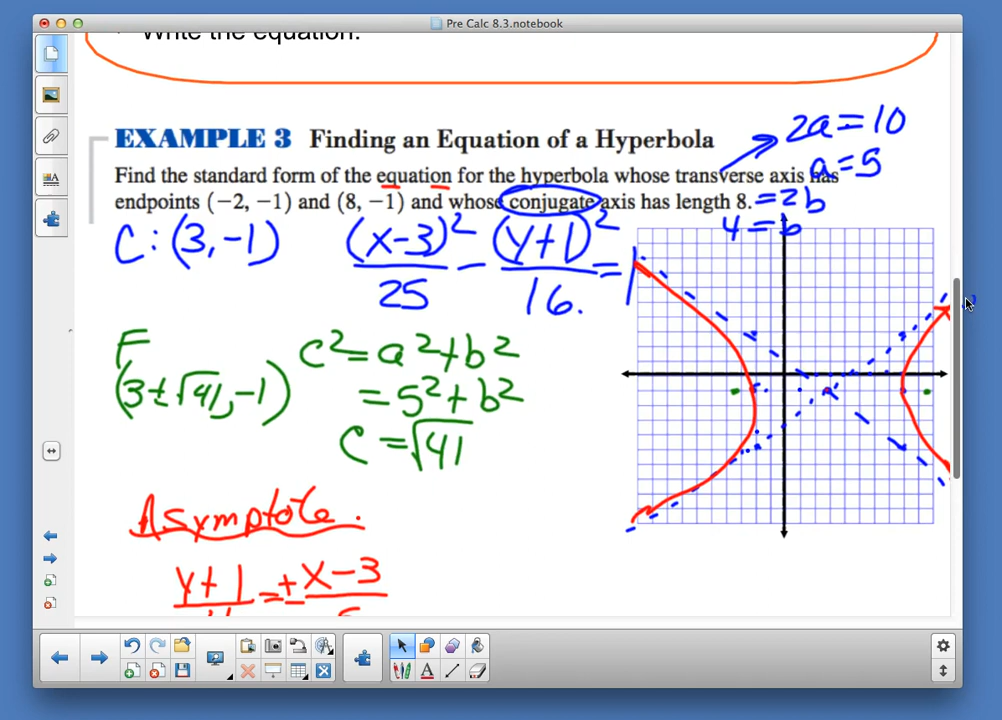 Pre Calc 8.3.notebook
Write the equation.
EXAMPLE 3 Finding an Equation of a Hyperbola
2a = 10
Find the standard form of the equation for the hyperbola whose transverse axis has
a = 5
endpoints (−2, −1) and (8, −1) and whose conjugate axis has length 8.
= 2b
4 = b
C: (3, -1)
(x-3)² / 25 - (y+1)² / 16. = 1
F
(3±√41, -1)
c² = a² + b²
= 5² + b²
c = √41
Asymptote.
y+1 = ± x-3